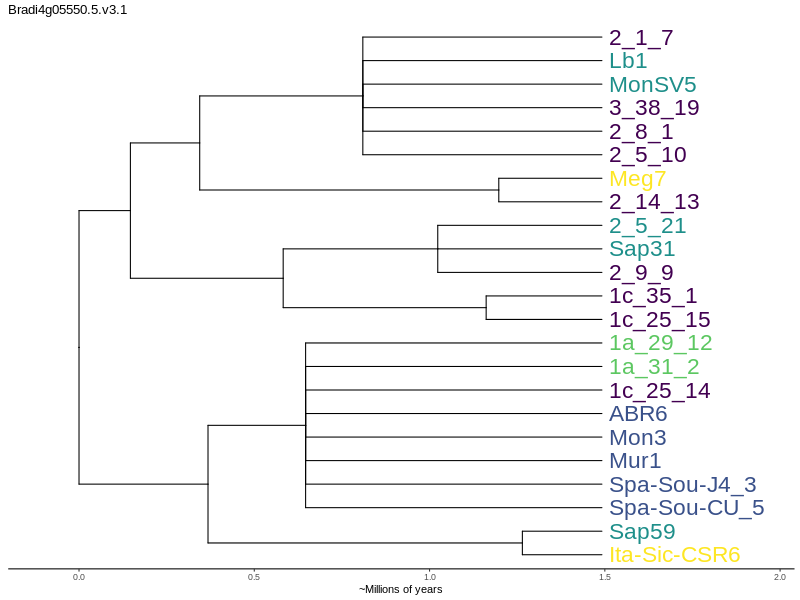 Bradi4g05550.5.v3.1
2_1_7
Lb1
MonSV5
3_38_19
2_8_1
2_5_10
Meg7
2_14_13
2_5_21
Sap31
2_9_9
1c_35_1
1c_25_15
1a_29_12
1a_31_2
1c_25_14
ABR6
Mon3
Mur1
Spa-Sou-J4_3
Spa-Sou-CU_5
Sap59
Ita-Sic-CSR6
0.0 0.5 1.0 1.5 2.0
~Millions of years